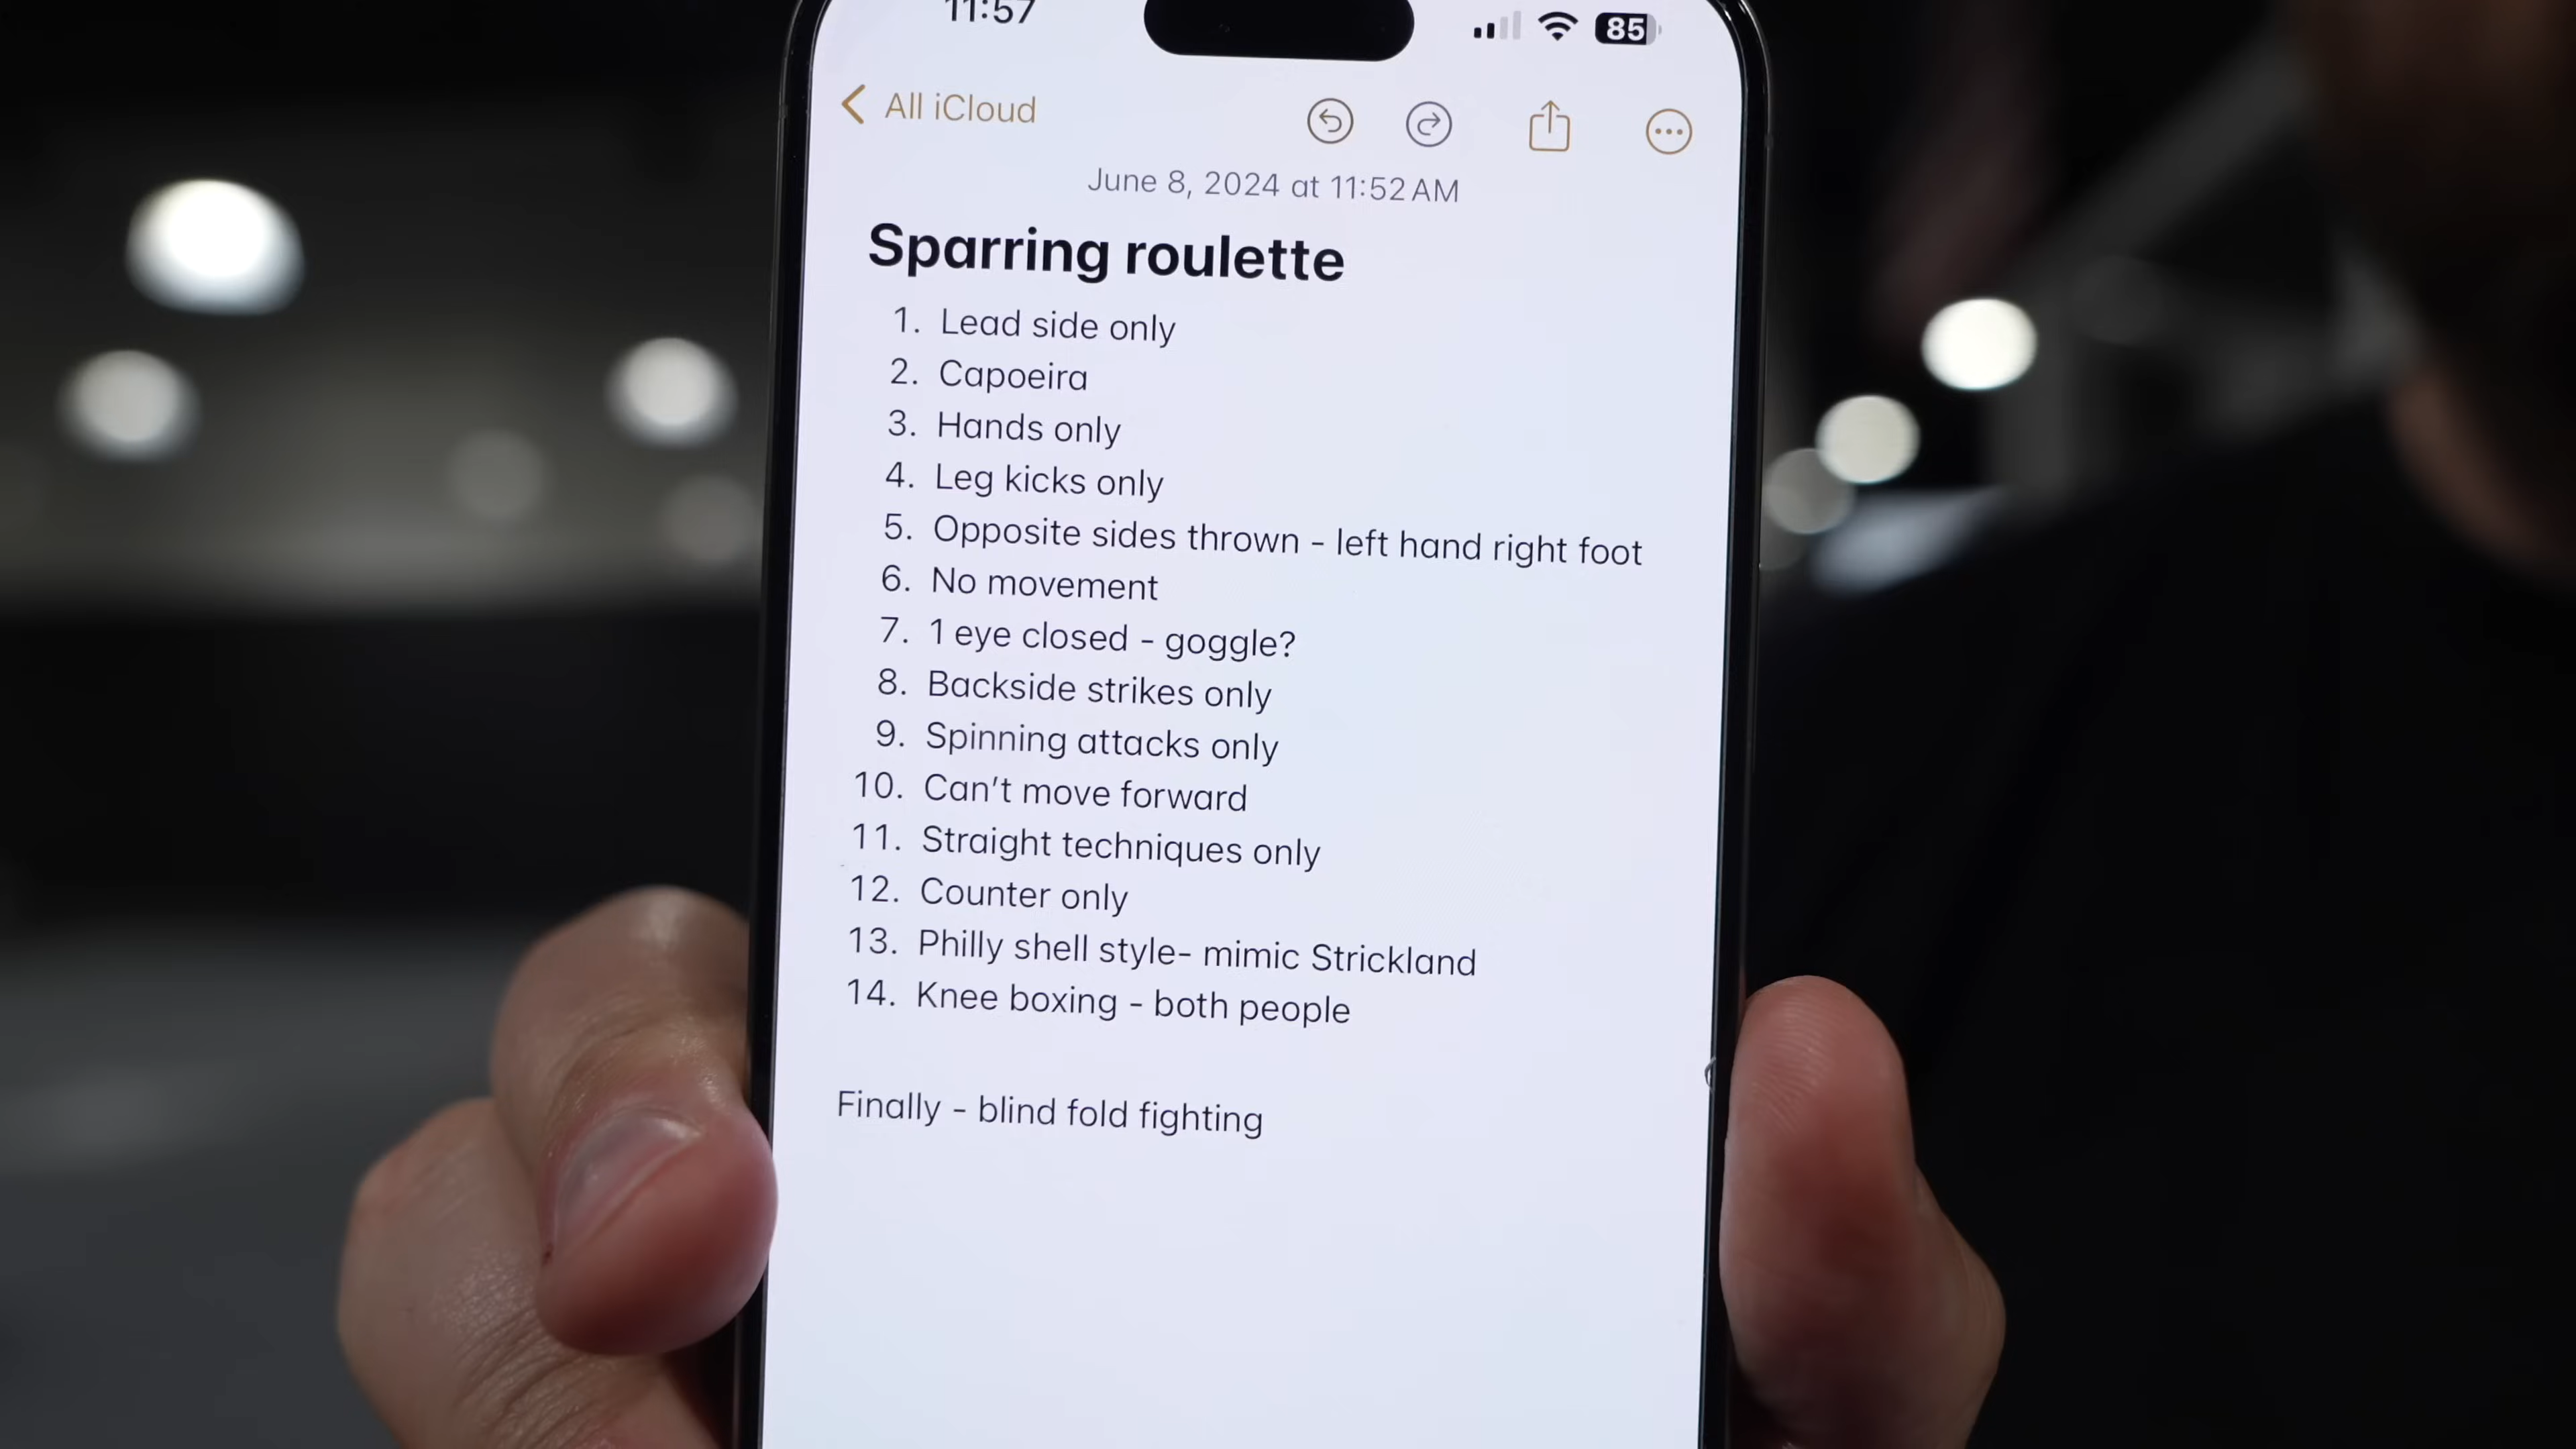 11:57
85
All iCloud
June 8, 2024 at 11:52 AM
Sparring roulette
1. Lead side only
2. Capoeira
3. Hands only
4. Leg kicks only
5. Opposite sides thrown - left hand right foot
6. No movement
7. 1 eye closed - goggle?
8. Backside strikes only
9. Spinning attacks only
10. Can't move forward
11. Straight techniques only
12. Counter only
13. Philly shell style- mimic Strickland
14. Knee boxing - both people
Finally - blind fold fighting